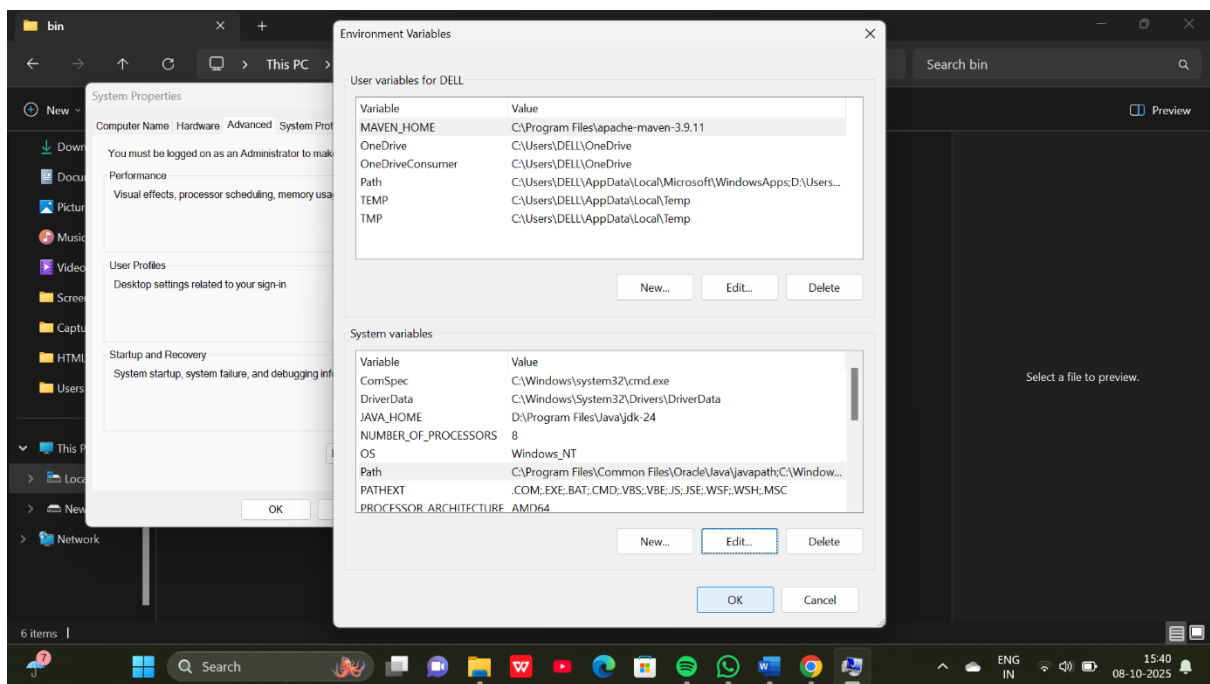 bin
This PC
Search bin
New
Preview
Down
Docu
Pictur
Music
Video
Screen
Captu
HTML
Users
This P
Loca
New
Network
6 items
System Properties
Computer Name Hardware Advanced System Prot
You must be logged on as an Administrator to mak
Performance
Visual effects, processor scheduling, memory usa
User Profiles
Desktop settings related to your sign-in
Startup and Recovery
System startup, system failure, and debugging inf
OK
Environment Variables
User variables for DELL
Variable Value
MAVEN_HOME C:\Program Files\apache-maven-3.9.11
OneDrive C:\Users\DELL\OneDrive
OneDriveConsumer C:\Users\DELL\OneDrive
Path C:\Users\DELL\AppData\Local\Microsoft\WindowsApps;D:\Users...
TEMP C:\Users\DELL\AppData\Local\Temp
TMP C:\Users\DELL\AppData\Local\Temp
New... Edit... Delete
System variables
Variable Value
ComSpec C:\Windows\system32\cmd.exe
DriverData C:\Windows\System32\Drivers\DriverData
JAVA_HOME D:\Program Files\Java\jdk-24
NUMBER_OF_PROCESSORS 8
OS Windows_NT
Path C:\Program Files\Common Files\Oracle\Java\javapath;C:\Window...
PATHEXT .COM;.EXE;.BAT;.CMD;.VBS;.VBE;.JS;.JSE;.WSF;.WSH;.MSC
PROCESSOR_ARCHITECTURE AMD64
New... Edit... Delete
OK Cancel
Select a file to preview.
7
Search
W
ENG
IN
15:40
08-10-2025